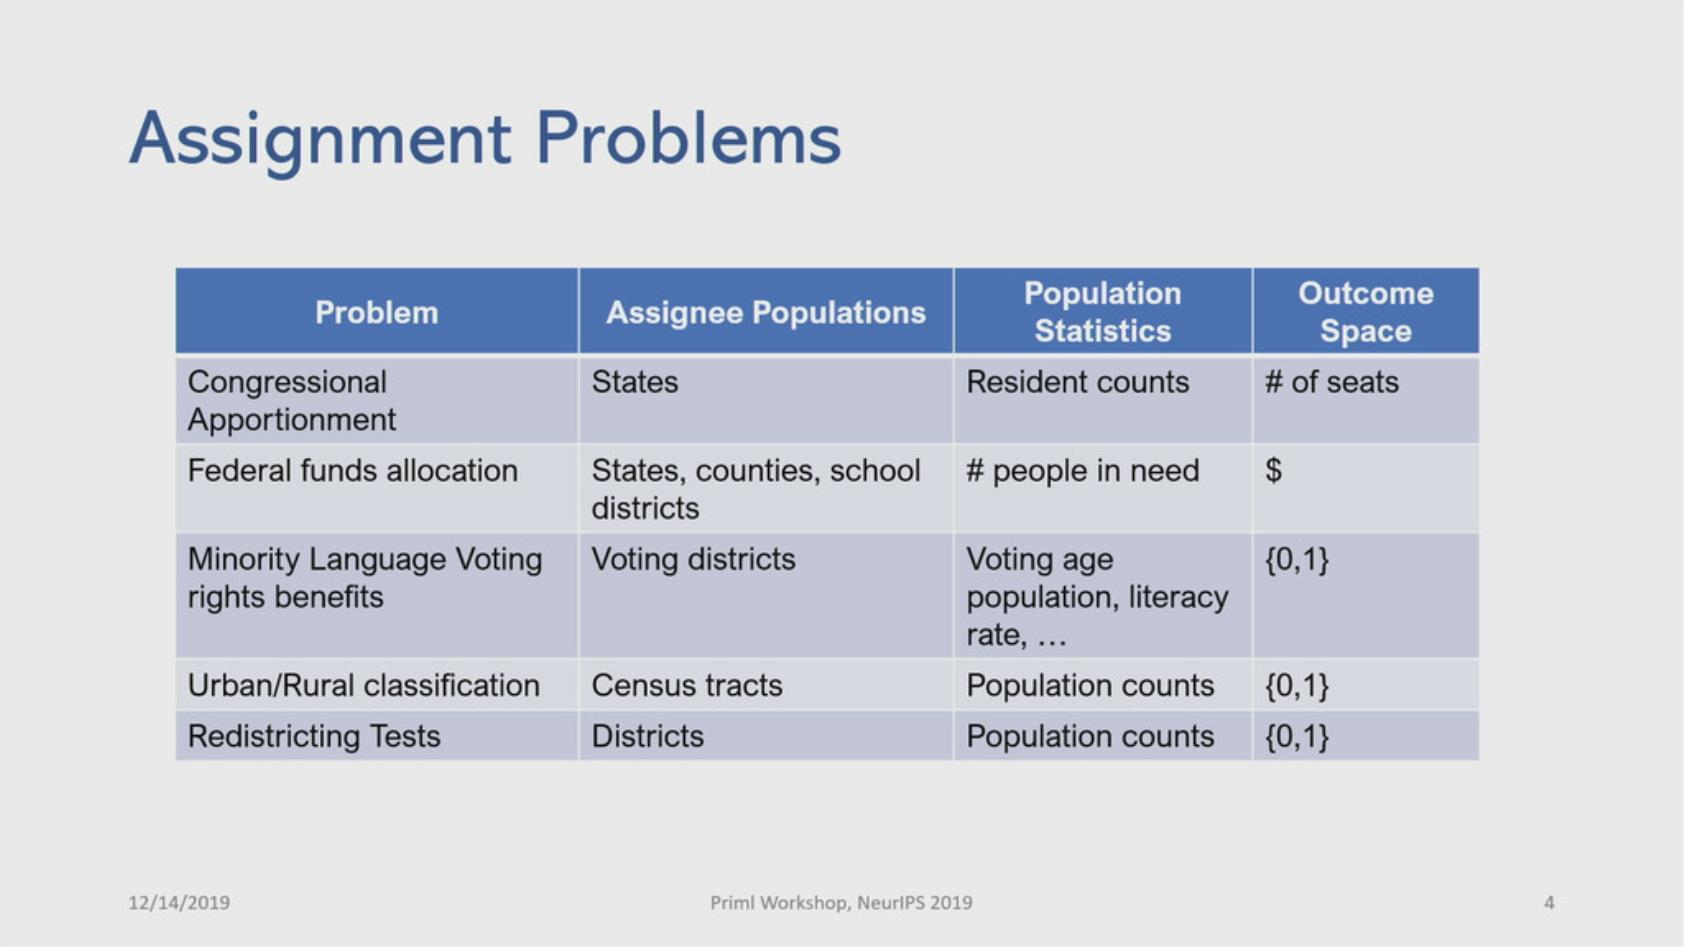 Assignment Problems
Problem
Assignee Populations
Population
Statistics
Outcome
Space
Congressional
Apportionment
States
Resident counts
# of seats
Federal funds allocation
States, counties, school
districts
# people in need
$
Minority Language Voting
rights benefits
Voting districts
Voting age
population, literacy
rate, …
{0,1}
Urban/Rural classification
Census tracts
Population counts
{0,1}
Redistricting Tests
Districts
Population counts
{0,1}
12/14/2019
Priml Workshop, NeurIPS 2019
4